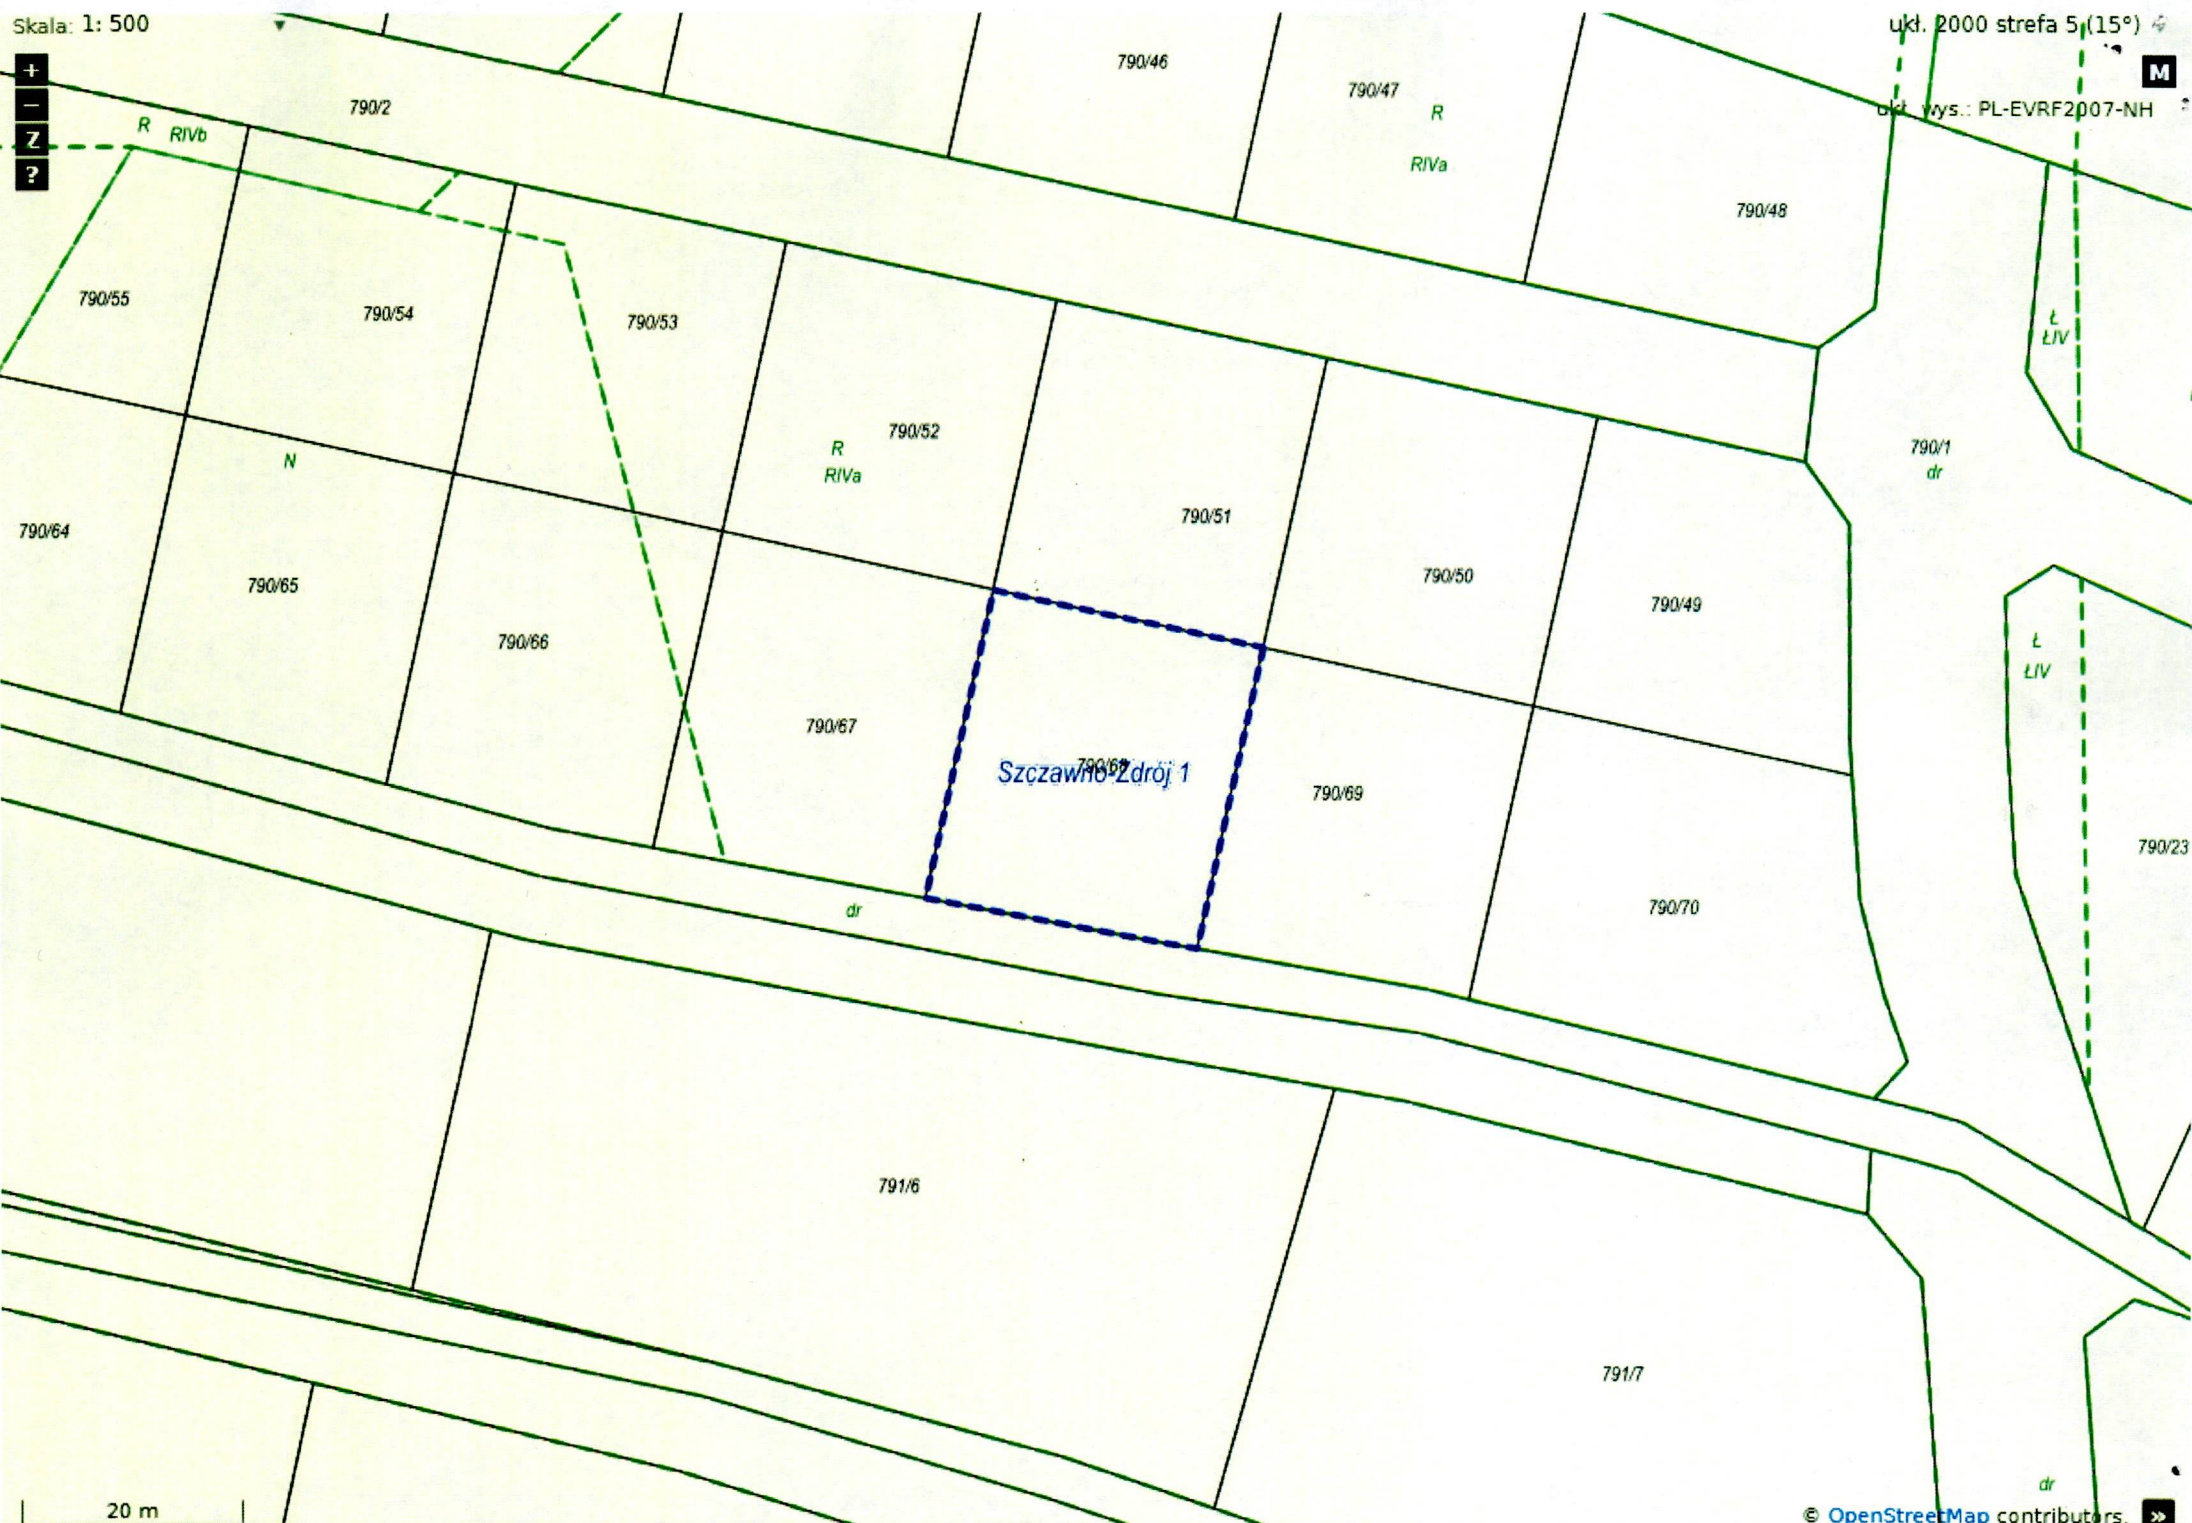 Skala: 1: 500
ukł. 2000 strefa 5 (15°)
+
−
Z
?
M
ukł. wys.: PL-EVRF2007-NH
790/46
790/47
R
RIVa
790/2
R
RIVb
790/48
790/55
790/54
790/53
Ł
ŁIV
790/52
R
RIVa
790/1
dr
N
790/51
790/64
790/65
790/50
790/49
790/66
Ł
ŁIV
790/67
790/68
Szczawno-Zdrój 1
790/69
790/23
790/70
dr
791/6
791/7
dr
20 m
© OpenStreetMap contributors.
»